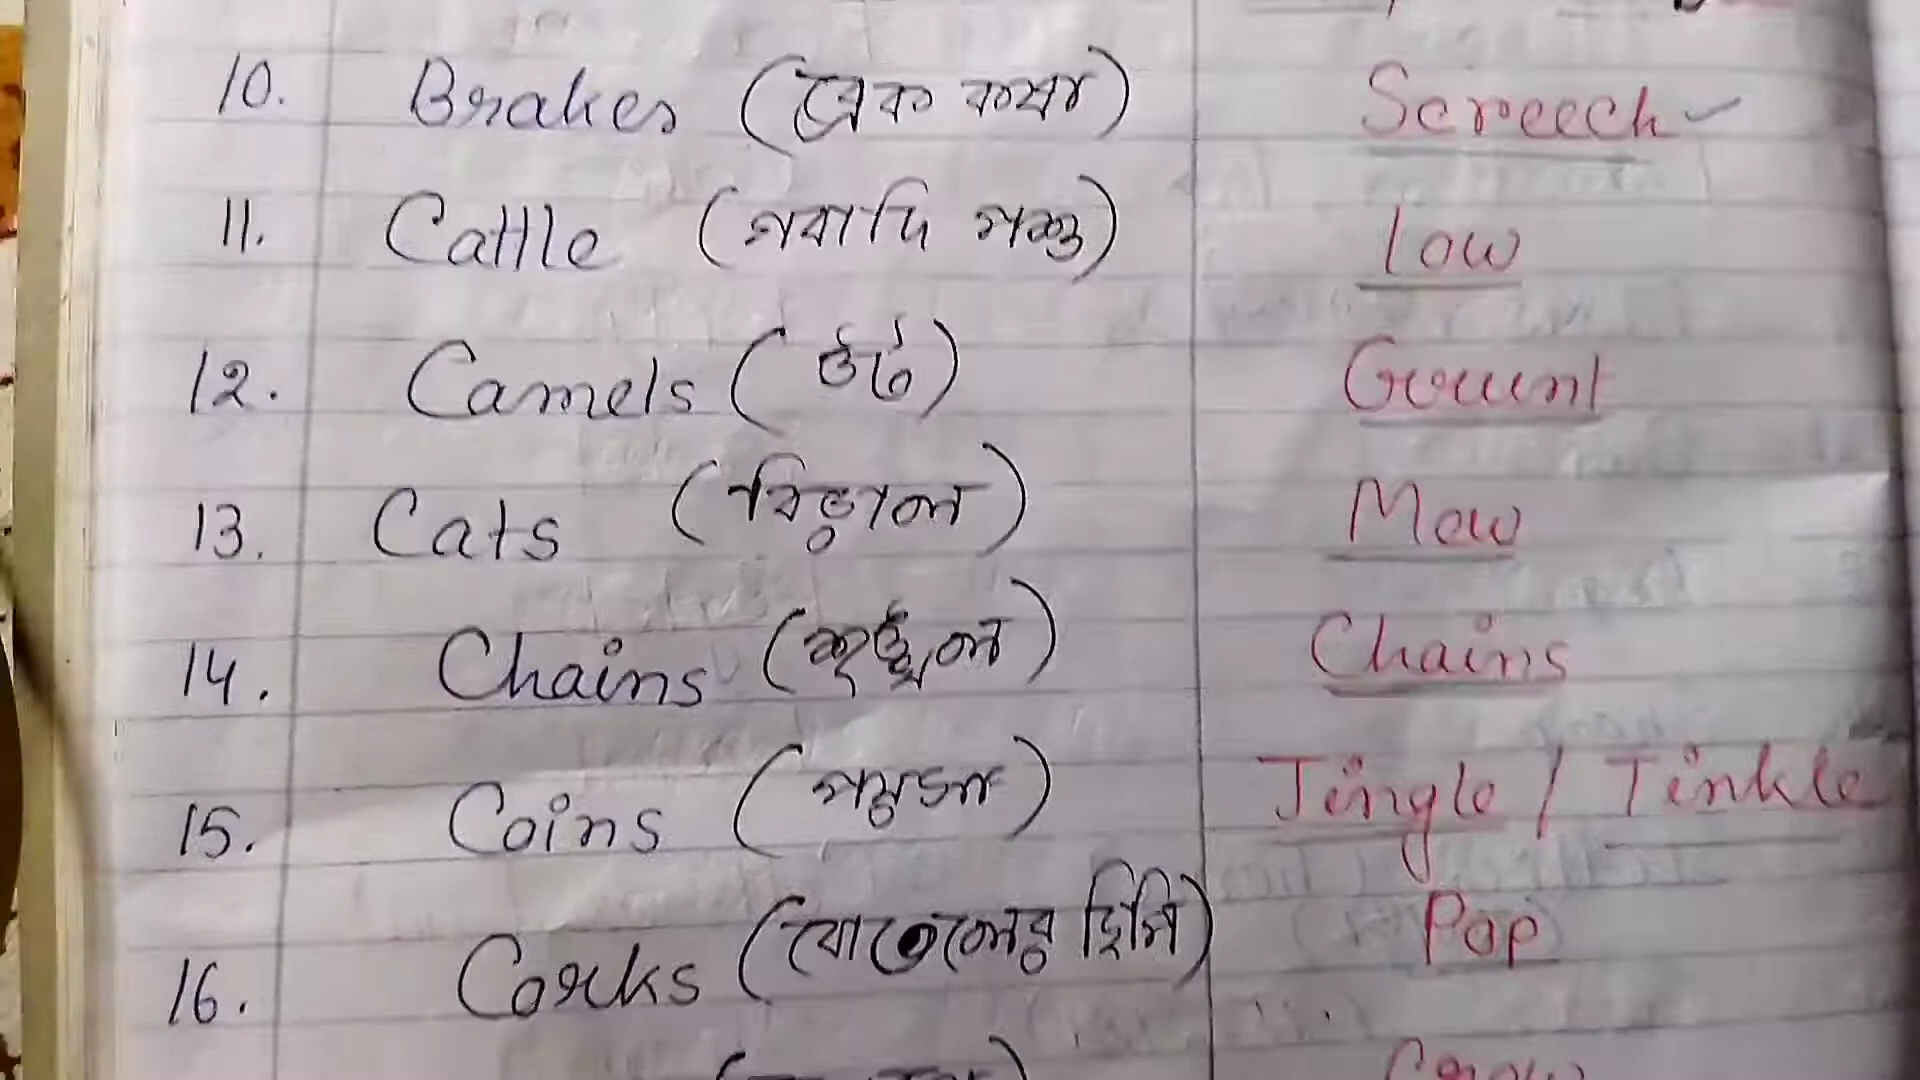 10. Brakes (ব্রেক কষার) Screech
11. Cattle (গবাদি পশু) low
12. Camels (উট) Grunt
13. Cats (বিড়াল) Mew
14. Chains (শৃঙ্খল) Chains
15. Coins ( ) Jingle / Tinkle
16. Corks (বোতলের ছিপি) Pop